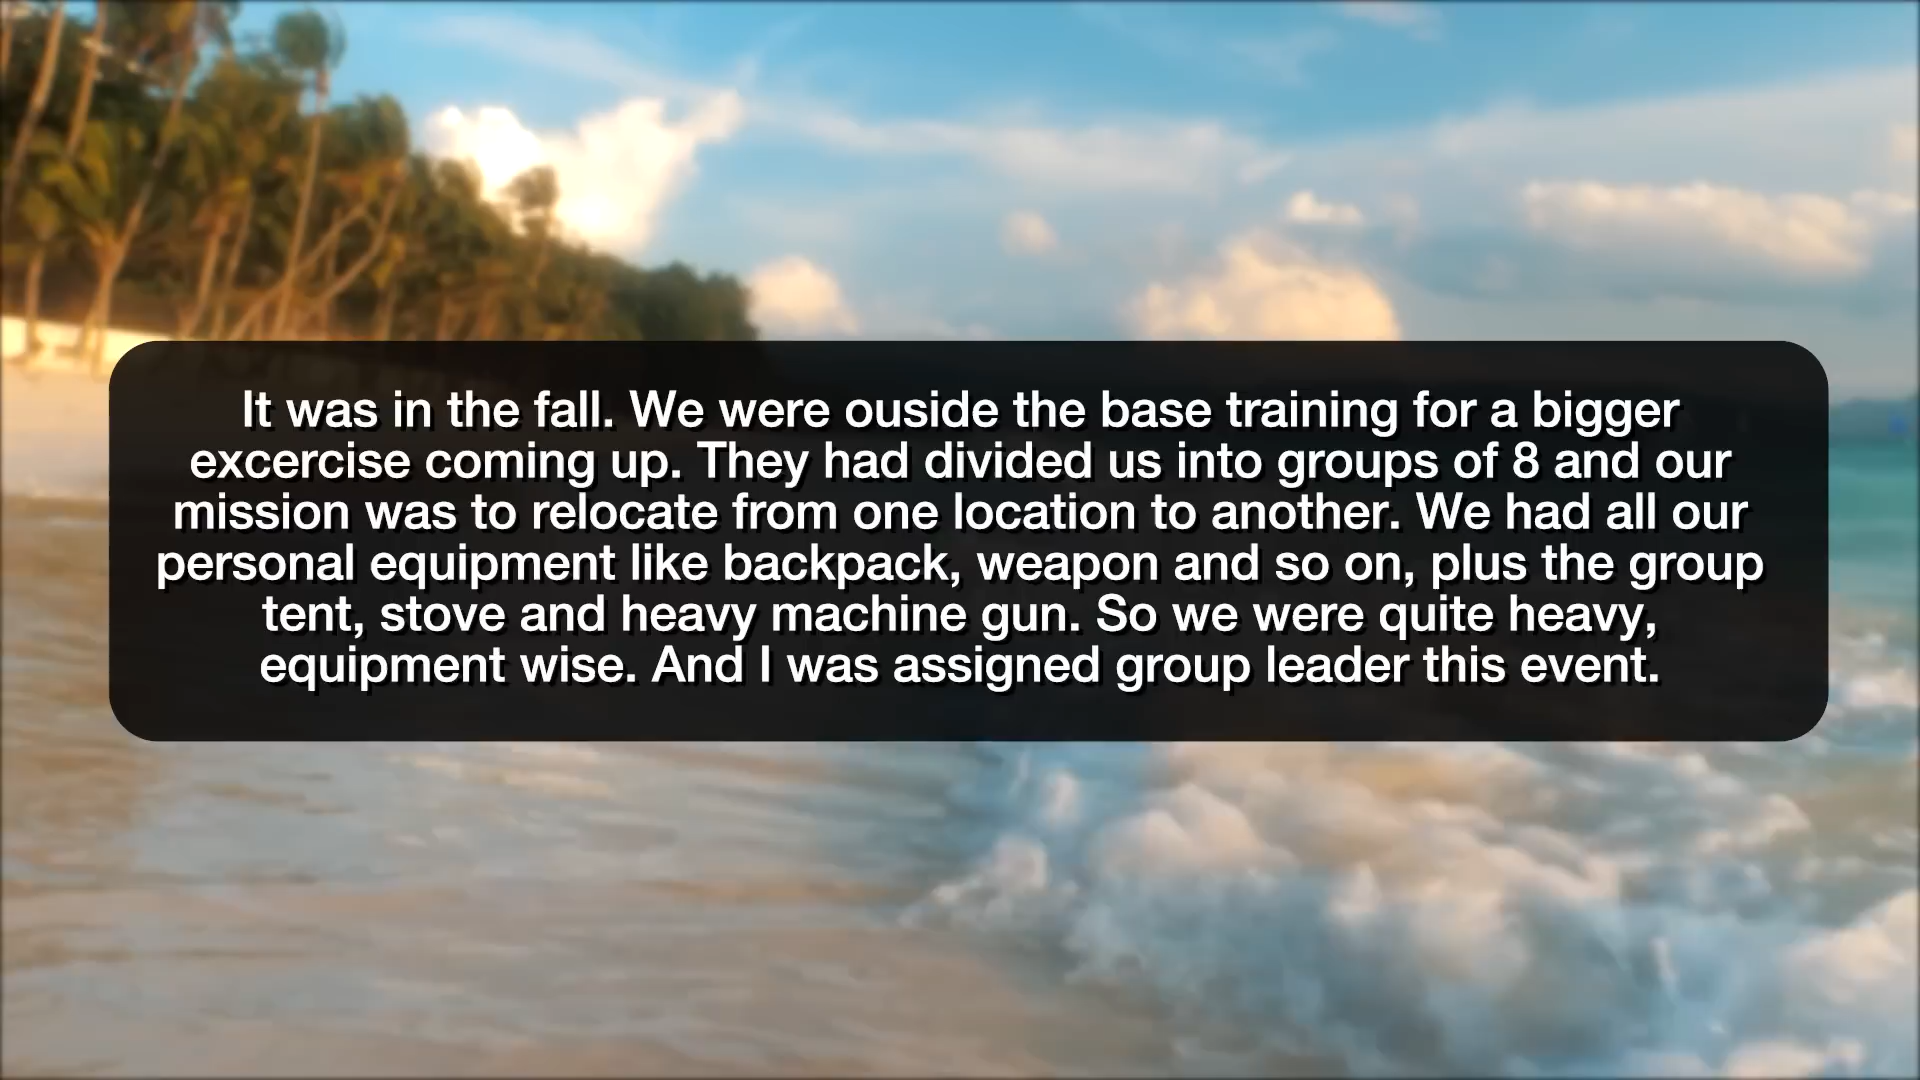 It was in the fall. We were ouside the base training for a bigger
excercise coming up. They had divided us into groups of 8 and our
mission was to relocate from one location to another. We had all our
personal equipment like backpack, weapon and so on, plus the group
tent, stove and heavy machine gun. So we were quite heavy,
equipment wise. And I was assigned group leader this event.